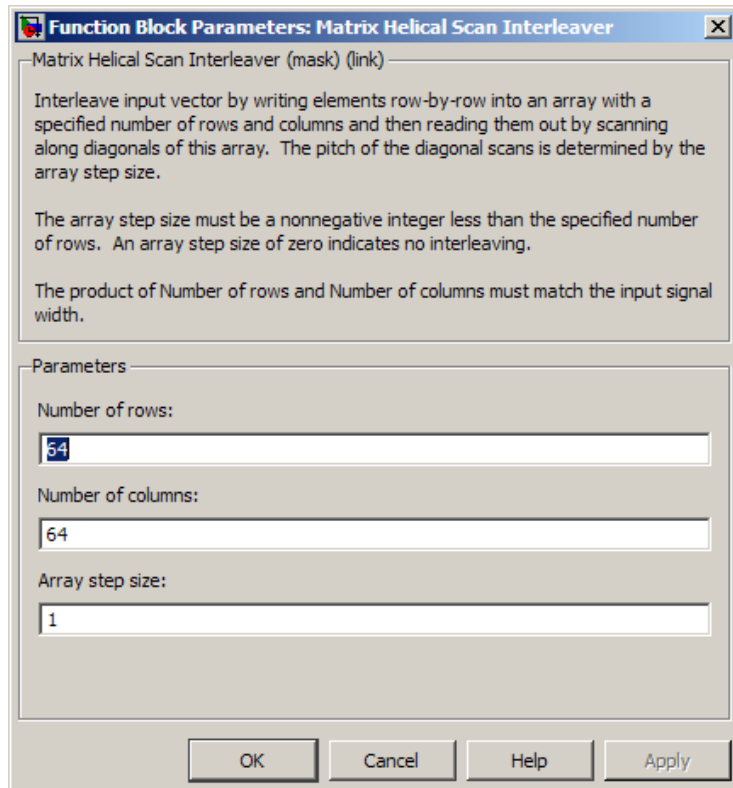 Function Block Parameters: Matrix Helical Scan Interleaver
Matrix Helical Scan Interleaver (mask) (link)
Interleave input vector by writing elements row-by-row into an array with a
specified number of rows and columns and then reading them out by scanning
along diagonals of this array.  The pitch of the diagonal scans is determined by the
array step size.
The array step size must be a nonnegative integer less than the specified number
of rows.  An array step size of zero indicates no interleaving.
The product of Number of rows and Number of columns must match the input signal
width.
Parameters
Number of rows:
64
Number of columns:
64
Array step size:
1
OK Cancel Help Apply